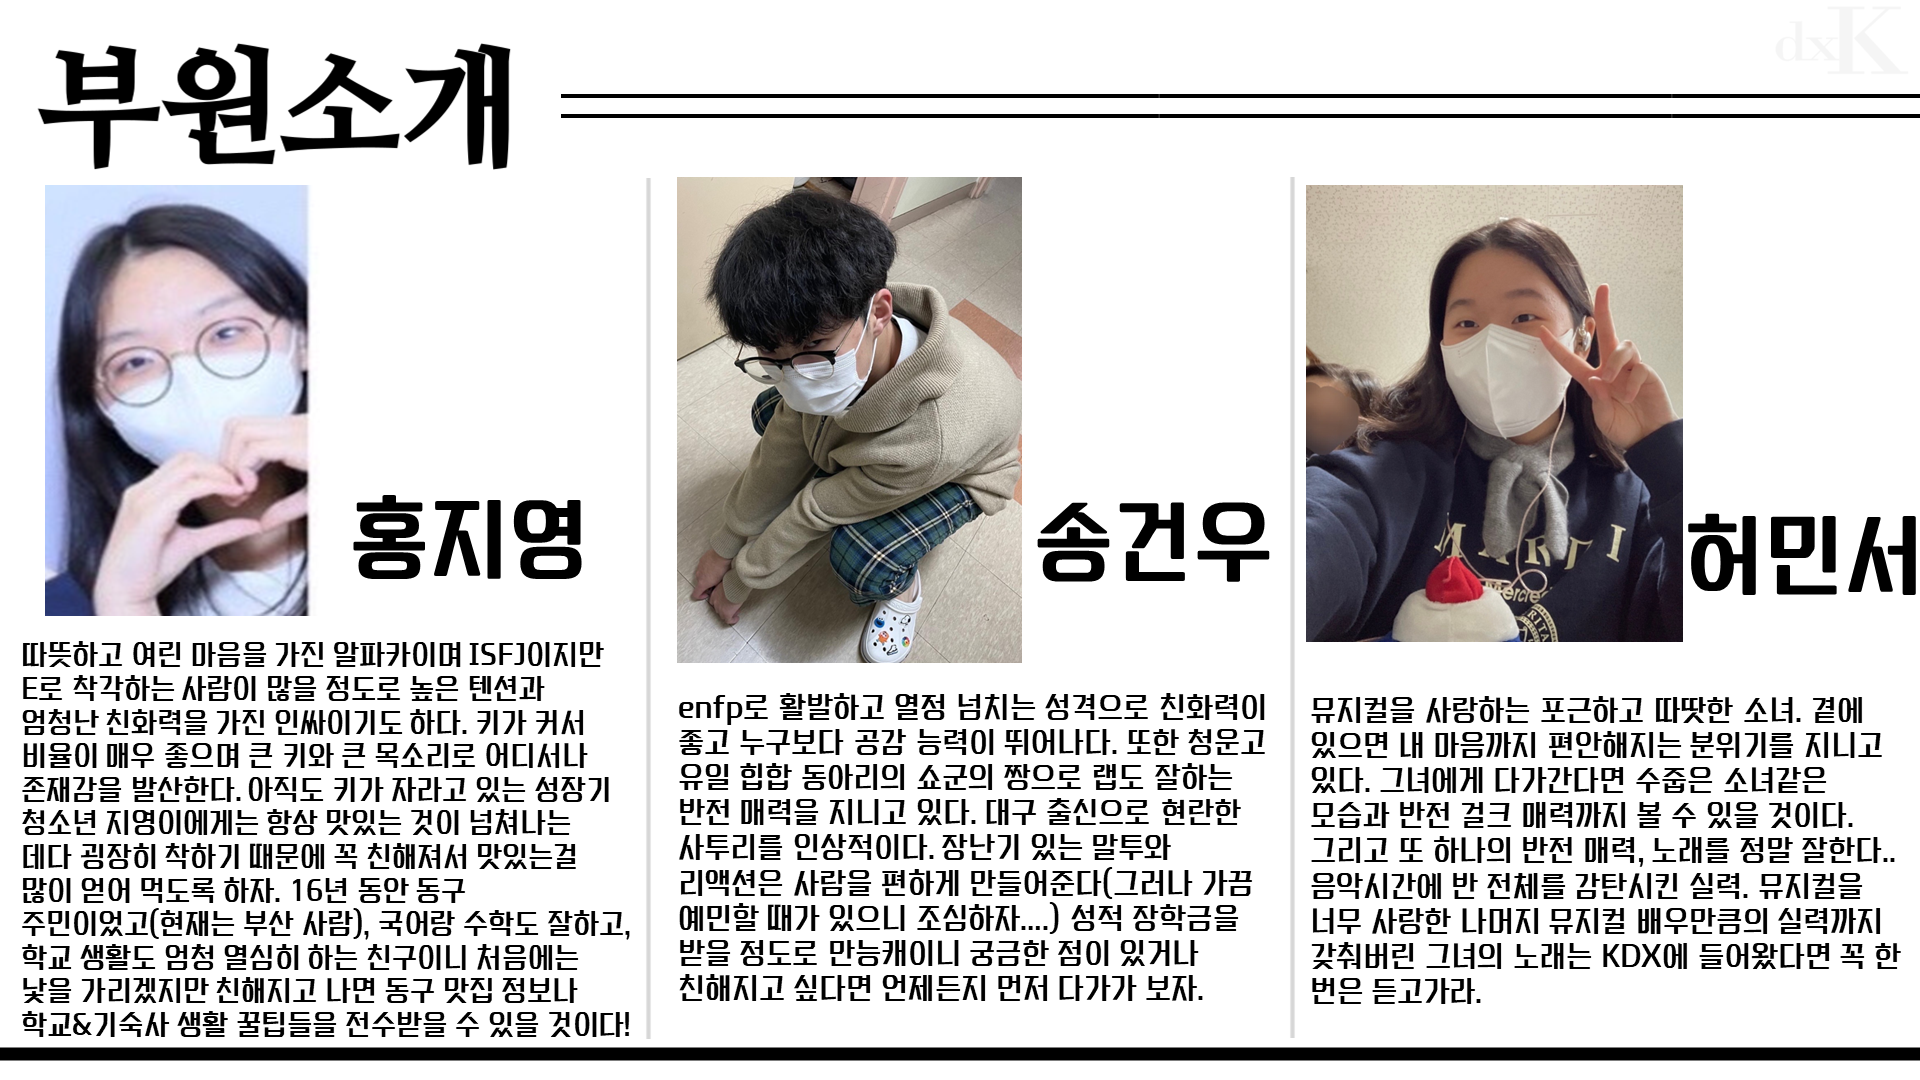 부원소개
dxK
홍지영
따뜻하고 여린 마음을 가진 알파카이며 ISFJ이지만
E로 착각하는 사람이 많을 정도로 높은 텐션과
엄청난 친화력을 가진 인싸이기도 하다. 키가 커서
비율이 매우 좋으며 큰 키와 큰 목소리로 어디서나
존재감을 발산한다. 아직도 키가 자라고 있는 성장기
청소년 지영이에게는 항상 맛있는 것이 넘쳐나는
데다 굉장히 착하기 때문에 꼭 친해져서 맛있는걸
많이 얻어 먹도록 하자. 16년 동안 동구
주민이었고(현재는 부산 사람), 국어랑 수학도 잘하고,
학교 생활도 엄청 열심히 하는 친구이니 처음에는
낯을 가리겠지만 친해지고 나면 동구 맛집 정보나
학교&기숙사 생활 꿀팁들을 전수받을 수 있을 것이다!
송건우
enfp로 활발하고 열정 넘치는 성격으로 친화력이
좋고 누구보다 공감 능력이 뛰어나다. 또한 청운고
유일 힙합 동아리의 쇼군의 짱으로 랩도 잘하는
반전 매력을 지니고 있다. 대구 출신으로 현란한
사투리를 인상적이다. 장난기 있는 말투와
리액션은 사람을 편하게 만들어준다(그러나 가끔
예민할 때가 있으니 조심하자....) 성적 장학금을
받을 정도로 만능캐이니 궁금한 점이 있거나
친해지고 싶다면 언제든지 먼저 다가가 보자.
허민서
MARDI
Mercredi
뮤지컬을 사랑하는 포근하고 따땃한 소녀. 곁에
있으면 내 마음까지 편안해지는 분위기를 지니고
있다. 그녀에게 다가간다면 수줍은 소녀같은
모습과 반전 걸크 매력까지 볼 수 있을 것이다.
그리고 또 하나의 반전 매력, 노래를 정말 잘한다..
음악시간에 반 전체를 감탄시킨 실력. 뮤지컬을
너무 사랑한 나머지 뮤지컬 배우만큼의 실력까지
갖춰버린 그녀의 노래는 KDX에 들어왔다면 꼭 한
번은 듣고가라.